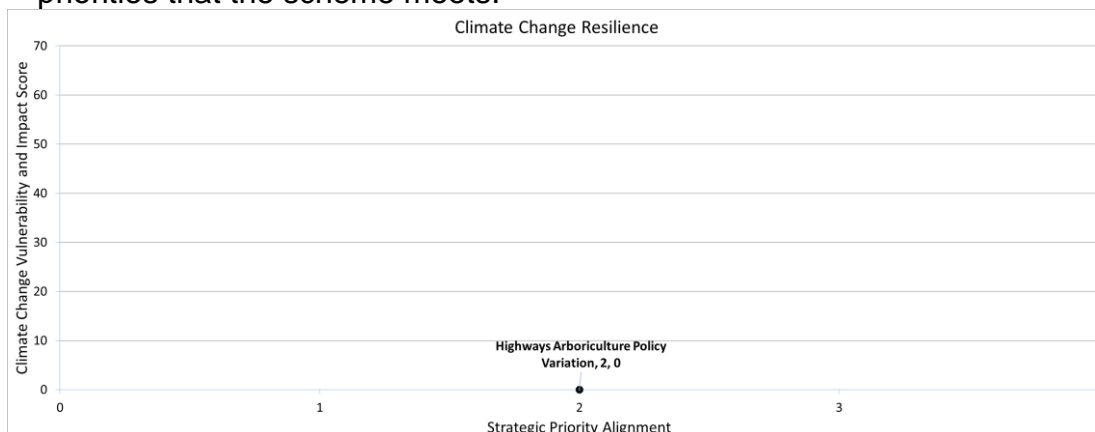 priorities that the scheme meets.
Climate Change Resilience
Climate Change Vulnerability and Impact Score
70
60
50
40
30
20
10
0
Highways Arboriculture Policy
Variation, 2, 0
0 1 2 3
Strategic Priority Alignment